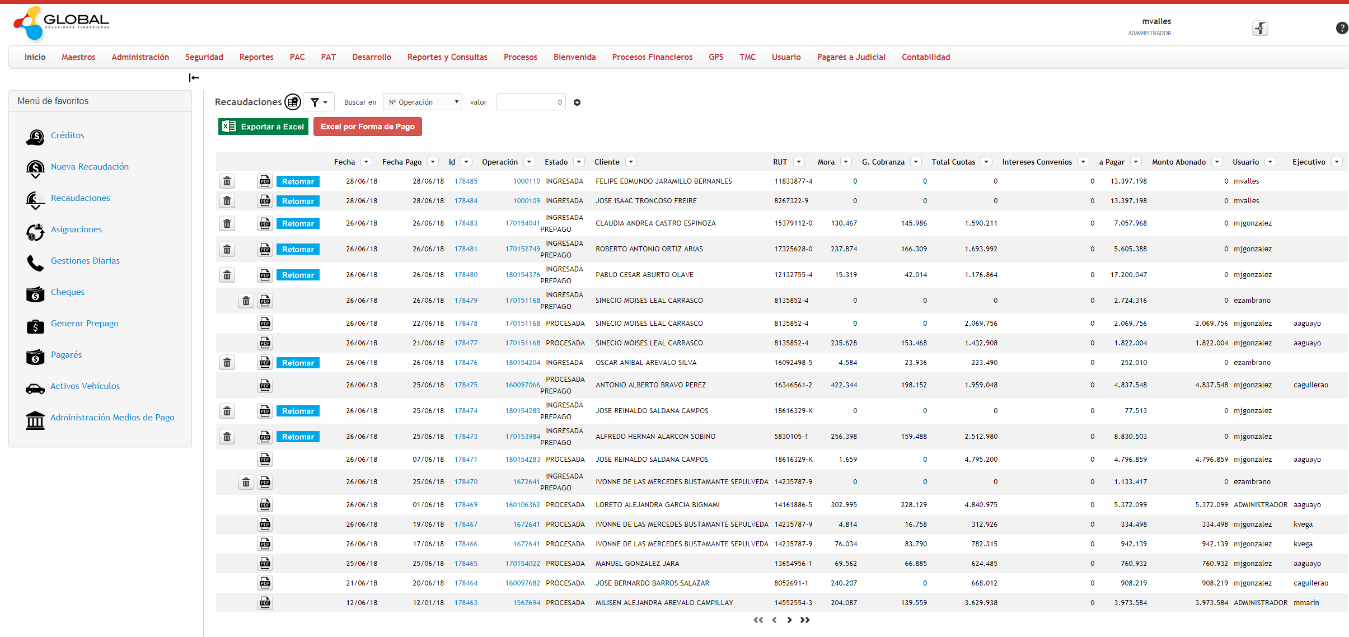 GLOBAL
SOLUCIONES FINANCIERAS
mvalles
ADMINISTRADOR
?
Inicio Maestros Administración Seguridad Reportes PAC PAT Desarrollo Reportes y Consultas Procesos Bienvenida Procesos Financieros GPS TMC Usuario Pagarés a Judicial Contabilidad
Menú de favoritos
Créditos
Nueva Recaudación
Recaudaciones
Asignaciones
Gestiones Diarias
Cheques
Generar Prepago
Pagarés
Activos Vehículos
Administración Medios de Pago
Recaudaciones Buscar en Nº Operación valor 0
Exportar a Excel Excel por Forma de Pago
Fecha Fecha Pago Id Operación Estado Cliente RUT Mora G. Cobranza Total Cuotas Intereses Convenios a Pagar Monto Abonado Usuario Ejecutivo
PDF Retomar 28/06/18 28/06/18 178485 1000110 INGRESADA FELIPE EDMUNDO JARAMILLO BERNANLES 11833877-4 0 0 0 0 13.397.198 0 mvalles
PDF Retomar 28/06/18 28/06/18 178484 1000109 INGRESADA JOSE ISAAC TRONCOSO FREIRE 8267322-9 0 0 0 0 13.397.198 0 mvalles
PDF Retomar 26/06/18 26/06/18 178483 170154041 INGRESADA PREPAGO CLAUDIA ANDREA CASTRO ESPINOZA 15379112-0 130.467 145.986 1.590.211 0 7.057.968 0 mjgonzalez
PDF Retomar 26/06/18 26/06/18 178481 170152749 INGRESADA PREPAGO ROBERTO ANTONIO ORTIZ ARIAS 17325628-0 237.874 166.309 1.693.992 0 5.605.388 0 mjgonzalez
PDF Retomar 26/06/18 26/06/18 178480 180154376 INGRESADA PREPAGO PABLO CESAR ABURTO OLAVE 12132755-4 15.319 42.014 1.176.864 0 17.200.047 0 mjgonzalez
PDF 26/06/18 26/06/18 178479 170151168 INGRESADA PREPAGO SINECIO MOISES LEAL CARRASCO 8135852-4 0 0 0 0 2.724.316 0 ezambrano
PDF 26/06/18 22/06/18 178478 170151168 PROCESADA SINECIO MOISES LEAL CARRASCO 8135852-4 0 0 2.069.756 0 2.069.756 2.069.756 mjgonzalez aaguayo
PDF 26/06/18 21/06/18 178477 170151168 PROCESADA SINECIO MOISES LEAL CARRASCO 8135852-4 235.628 153.468 1.432.908 0 1.822.004 1.822.004 mjgonzalez aaguayo
PDF Retomar 26/06/18 26/06/18 178476 180154204 INGRESADA OSCAR ANIBAL AREVALO SILVA 16092498-5 4.584 23.936 223.490 0 252.010 0 ezambrano
PDF 26/06/18 25/06/18 178475 160097066 PROCESADA PREPAGO ANTONIO ALBERTO BRAVO PEREZ 16346561-2 422.344 198.152 1.959.048 0 4.837.548 4.837.548 mjgonzalez caguilerao
PDF Retomar 26/06/18 25/06/18 178474 180154283 INGRESADA PREPAGO JOSE REINALDO SALDANA CAMPOS 18616329-K 0 0 0 0 77.513 0 mjgonzalez
PDF Retomar 26/06/18 25/06/18 178473 170153984 INGRESADA PREPAGO ALFREDO HERNAN ALARCON SOBINO 5830105-1 256.398 159.488 2.512.980 0 8.830.503 0 mjgonzalez
PDF 26/06/18 07/06/18 178471 180154283 PROCESADA JOSE REINALDO SALDANA CAMPOS 18616329-K 1.659 0 4.795.200 0 4.796.859 4.796.859 mjgonzalez aaguayo
PDF 26/06/18 25/06/18 178470 1672641 INGRESADA PREPAGO IVONNE DE LAS MERCEDES BUSTAMANTE SEPULVEDA 14235787-9 0 0 0 0 1.133.417 0 ezambrano
PDF 26/06/18 01/06/18 178469 160106362 PROCESADA LORETO ALEJANDRA GARCIA BIGNAMI 14161886-5 302.995 228.129 4.840.975 0 5.372.099 5.372.099 ADMINISTRADOR aaguayo
PDF 26/06/18 19/06/18 178467 1672641 PROCESADA IVONNE DE LAS MERCEDES BUSTAMANTE SEPULVEDA 14235787-9 4.814 16.758 312.926 0 334.498 334.498 mjgonzalez kvega
PDF 26/06/18 17/06/18 178466 1672641 PROCESADA IVONNE DE LAS MERCEDES BUSTAMANTE SEPULVEDA 14235787-9 76.034 83.790 782.315 0 942.139 942.139 mjgonzalez kvega
PDF 25/06/18 25/06/18 178465 170154022 PROCESADA MANUEL GONZALEZ JARA 13654956-1 69.562 66.885 624.485 0 760.932 760.932 mjgonzalez aaguayo
PDF 21/06/18 20/06/18 178464 160097682 PROCESADA JOSE BERNARDO BARROS SALAZAR 8052691-1 240.207 0 668.012 0 908.219 908.219 mjgonzalez caguilerao
PDF 12/06/18 12/01/18 178463 1567694 PROCESADA MILISEN ALEJANDRA AREVALO CAMPILLAY 14552554-3 204.087 139.559 3.629.938 0 3.973.584 3.973.584 ADMINISTRADOR mmarin